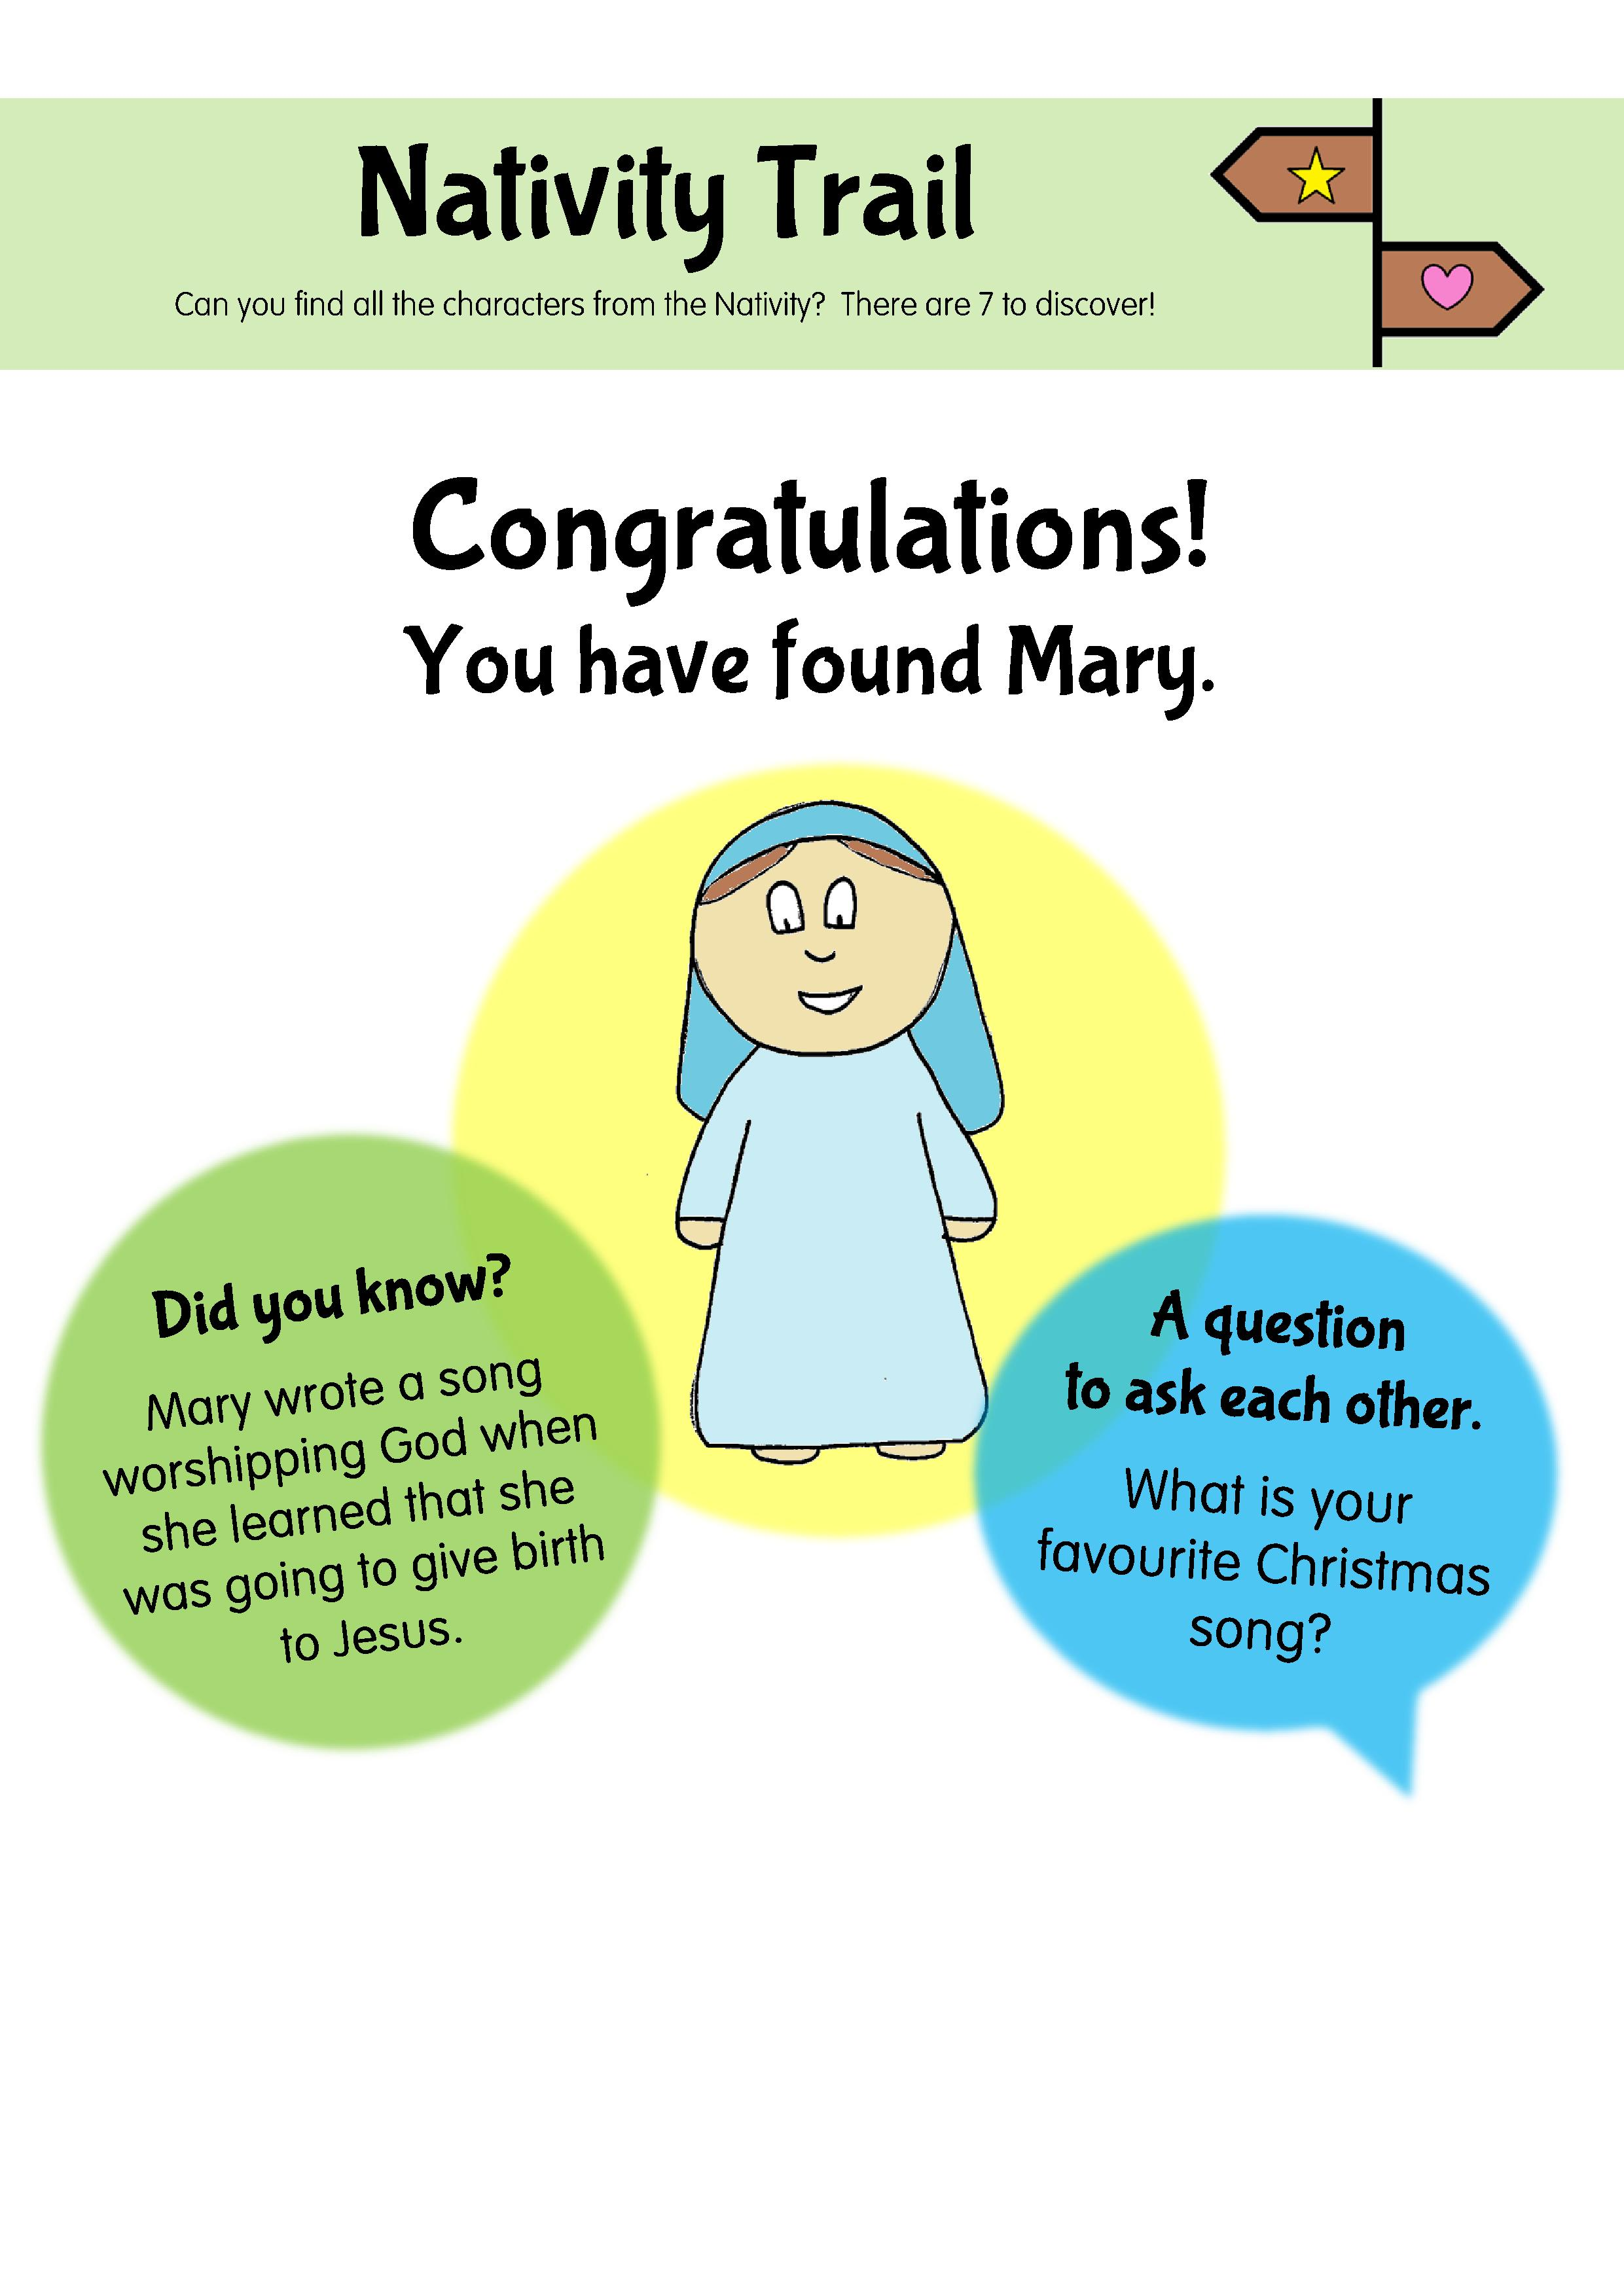 Nativity Trail
Can you find all the characters from the Nativity?  There are 7 to discover!
Congratulations!
You have found Mary.
Did you know?
Mary wrote a song
worshipping God when
she learned that she
was going to give birth
to Jesus.
A question
to ask each other.
What is your
favourite Christmas
song?